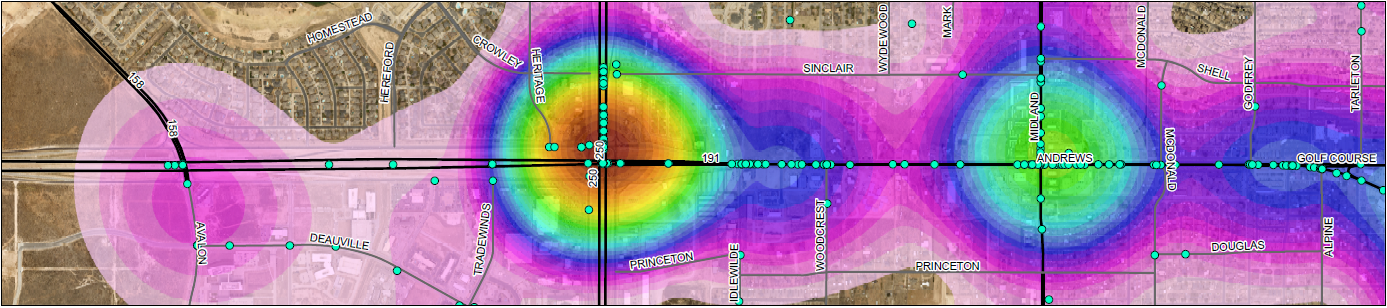 HOMESTEAD
HEREFORD
CROWLEY
HERITAGE
158
158
250
250
191
SINCLAIR
WYDEWOOD
MARK
MIDLAND
ANDREWS
MCDONALD
MCDONALD
SHELL
GODFREY
TARLETON
GOLF COURSE
AVALON
DEAUVILLE
TRADEWINDS
PRINCETON
IDLEWILDE
WOODCREST
PRINCETON
DOUGLAS
ALPINE